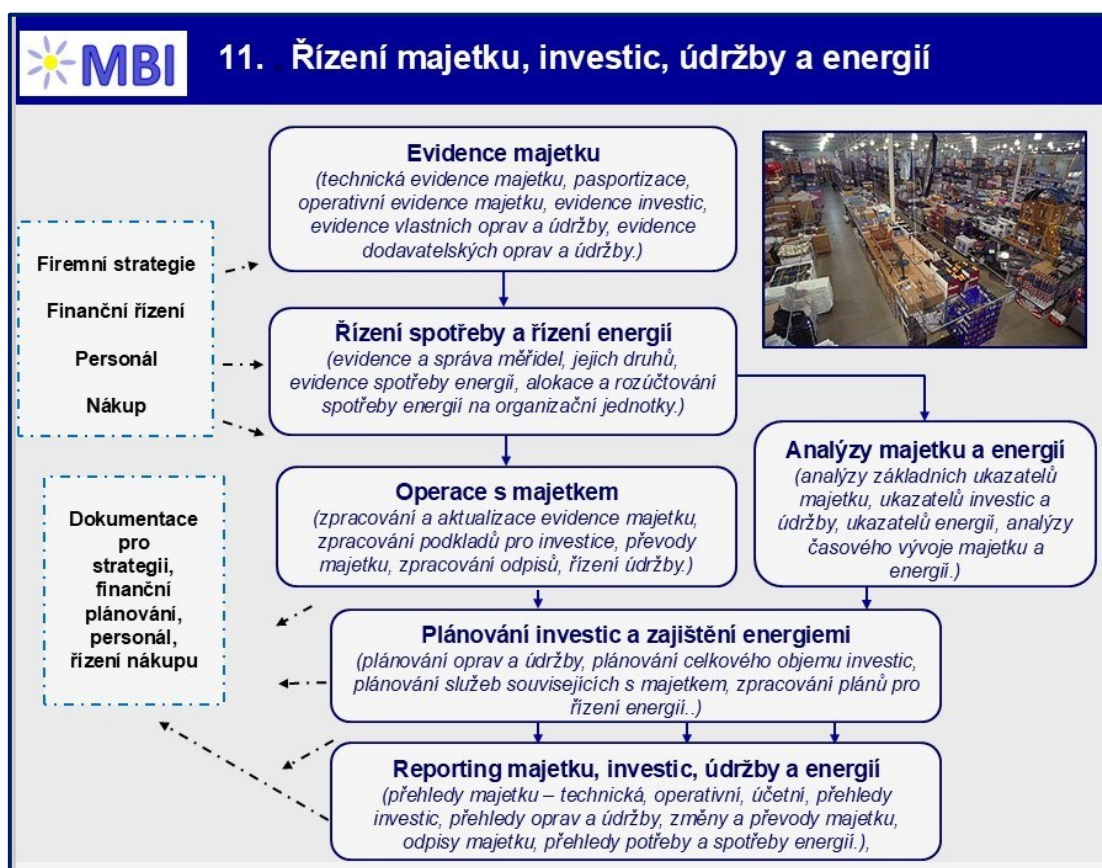 MBI
11. . Řízení majetku, investic, údržby a energií
Evidence majetku
(technická evidence majetku, pasportizace,
operativní evidence majetku, evidence investic,
evidence vlastních oprav a údržby, evidence
dodavatelských oprav a údržby.)
Firemní strategie
Finanční řízení
Personál
Nákup
Řízení spotřeby a řízení energií
(evidence a správa měřidel, jejich druhů,
evidence spotřeby energii, alokace a rozúčtování
spotřeby energií na organizační jednotky.)
Analýzy majetku a energií
(analýzy základních ukazatelů
majetku, ukazatelů investic a
údržby, ukazatelů energii, analýzy
časového vývoje majetku a
energií.)
Operace s majetkem
(zpracování a aktualizace evidence majetku,
zpracování podkladů pro investice, převody
majetku, zpracování odpisů, řízení údržby.)
Dokumentace
pro
strategii,
finanční
plánování,
personál,
řízení nákupu
Plánování investic a zajištění energiemi
(plánování oprav a údržby, plánování celkového objemu investic,
plánování služeb souvisejících s majetkem, zpracování plánů pro
řízení energií..)
Reporting majetku, investic, údržby a energií
(přehledy majetku – technická, operativní, účetní, přehledy
investic, přehledy oprav a údržby, změny a převody majetku,
odpisy majetku, přehledy potřeby a spotřeby energií.),